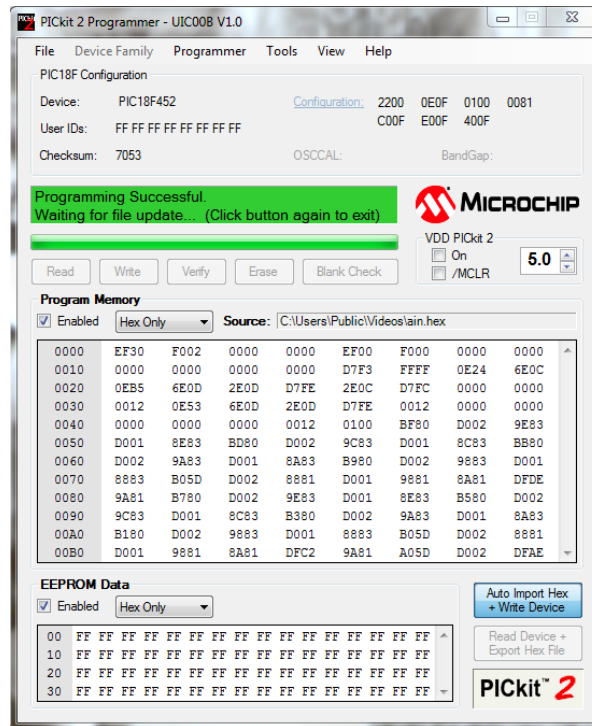 PICkit 2 Programmer - UIC00B V1.0
File Device Family Programmer Tools View Help
PIC18F Configuration
Device: PIC18F452 Configuration: 2200 0E0F 0100 0081
C00F E00F 400F
User IDs: FF FF FF FF FF FF FF FF
Checksum: 7053 OSCCAL: BandGap:
Programming Successful.
Waiting for file update... (Click button again to exit)
MICROCHIP
VDD PICkit 2
On
/MCLR
5.0
Read Write Verify Erase Blank Check
Program Memory
Enabled Hex Only Source: C:\Users\Public\Videos\ain.hex
0000 EF30 F002 0000 0000 EF00 F000 0000 0000
0010 0000 0000 0000 0000 D7F3 FFFF 0E24 6E0C
0020 0EB5 6E0D 2E0D D7FE 2E0C D7FC 0000 0000
0030 0012 0E53 6E0D 2E0D D7FE 0012 0000 0000
0040 0000 0000 0000 0012 0100 BF80 D002 9E83
0050 D001 8E83 BD80 D002 9C83 D001 8C83 BB80
0060 D002 9A83 D001 8A83 B980 D002 9883 D001
0070 8883 B05D D002 8881 D001 9881 8A81 DFDE
0080 9A81 B780 D002 9E83 D001 8E83 B580 D002
0090 9C83 D001 8C83 B380 D002 9A83 D001 8A83
00A0 B180 D002 9883 D001 8883 B05D D002 8881
00B0 D001 9881 8A81 DFC2 9A81 A05D D002 DFAE
EEPROM Data
Enabled Hex Only
00 FF FF FF FF FF FF FF FF FF FF FF FF FF FF FF FF
10 FF FF FF FF FF FF FF FF FF FF FF FF FF FF FF FF
20 FF FF FF FF FF FF FF FF FF FF FF FF FF FF FF FF
30 FF FF FF FF FF FF FF FF FF FF FF FF FF FF FF FF
Auto Import Hex
+ Write Device
Read Device +
Export Hex File
PICkit™ 2